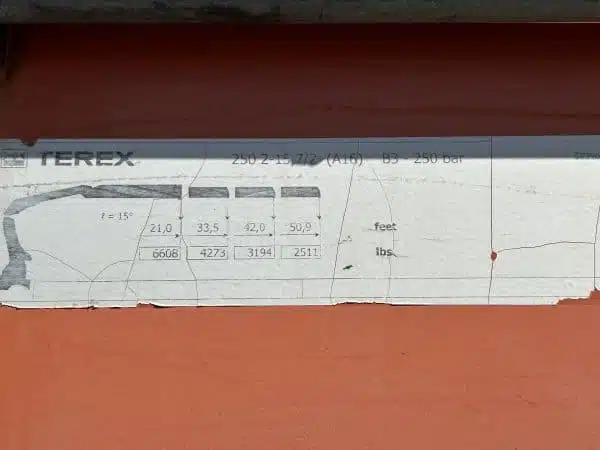 TEREX 250 2-15,7/2 (A16) B3 - 250 bar
= 15°
21,0 33,5 42,0 50,9 feet
6608 4273 3194 2511 lbs